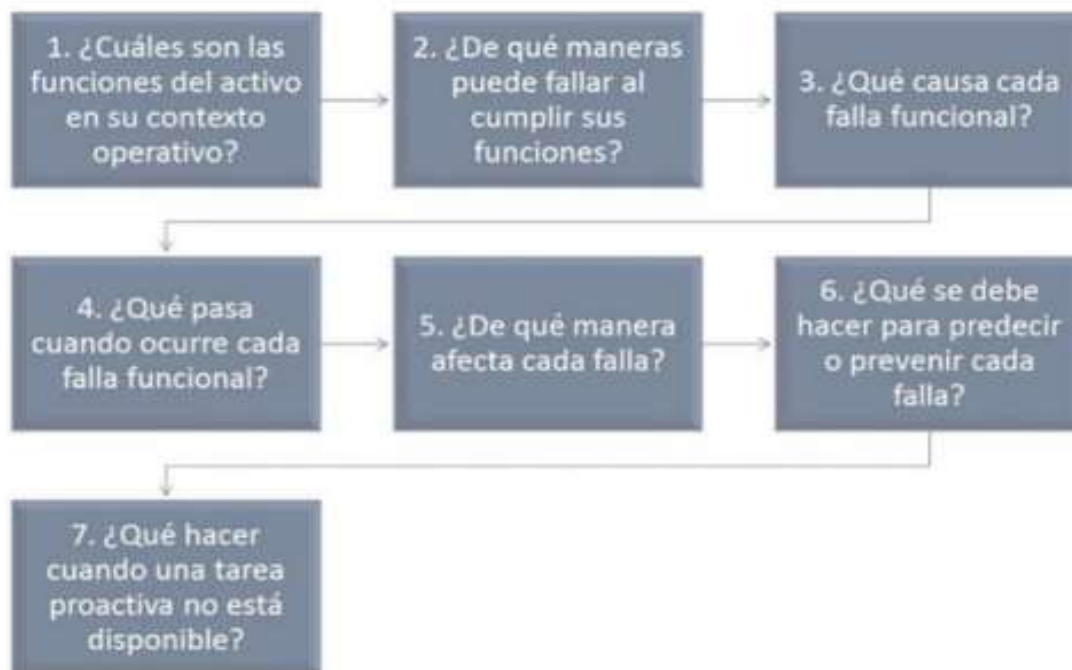 1. ¿Cuáles son las
funciones del activo
en su contexto
operativo?
2. ¿De qué maneras
puede fallar al
cumplir sus
funciones?
3. ¿Qué causa cada
falla funcional?
4. ¿Qué pasa
cuando ocurre cada
falla funcional?
5. ¿De qué manera
afecta cada falla?
6. ¿Qué se debe
hacer para predecir
o prevenir cada
falla?
7. ¿Qué hacer
cuando una tarea
proactiva no está
disponible?